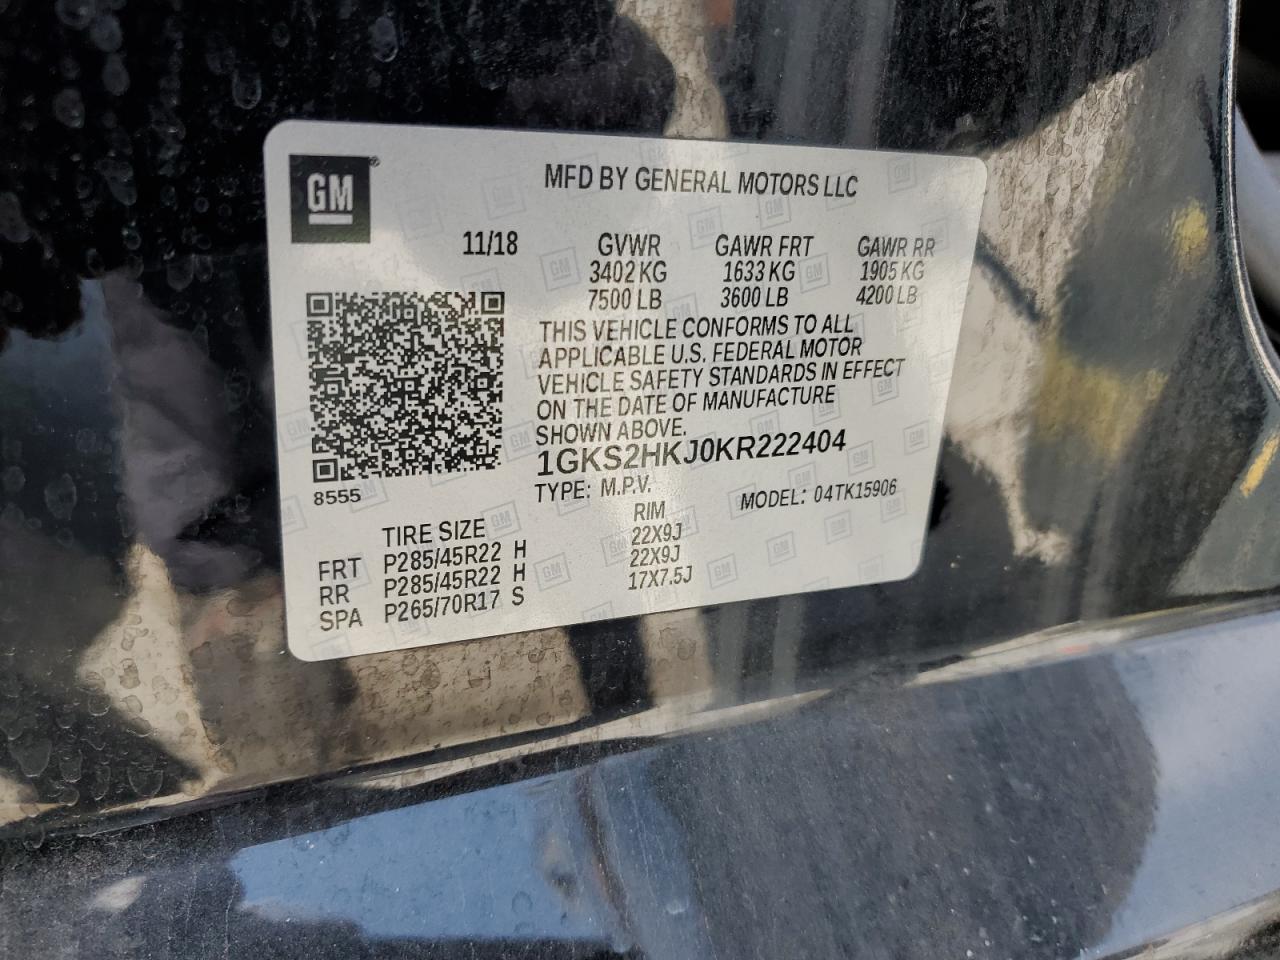 GM®
MFD BY GENERAL MOTORS LLC
11/18 GVWR GAWR FRT GAWR RR
3402 KG 1633 KG 1905 KG
7500 LB 3600 LB 4200 LB
THIS VEHICLE CONFORMS TO ALL
APPLICABLE U.S. FEDERAL MOTOR
VEHICLE SAFETY STANDARDS IN EFFECT
ON THE DATE OF MANUFACTURE
SHOWN ABOVE.
1GKS2HKJ0KR222404
8555
TYPE: M.P.V. MODEL: 04TK15906
TIRE SIZE RIM
FRT P285/45R22 H 22X9J
RR P285/45R22 H 22X9J
SPA P265/70R17 S 17X7.5J